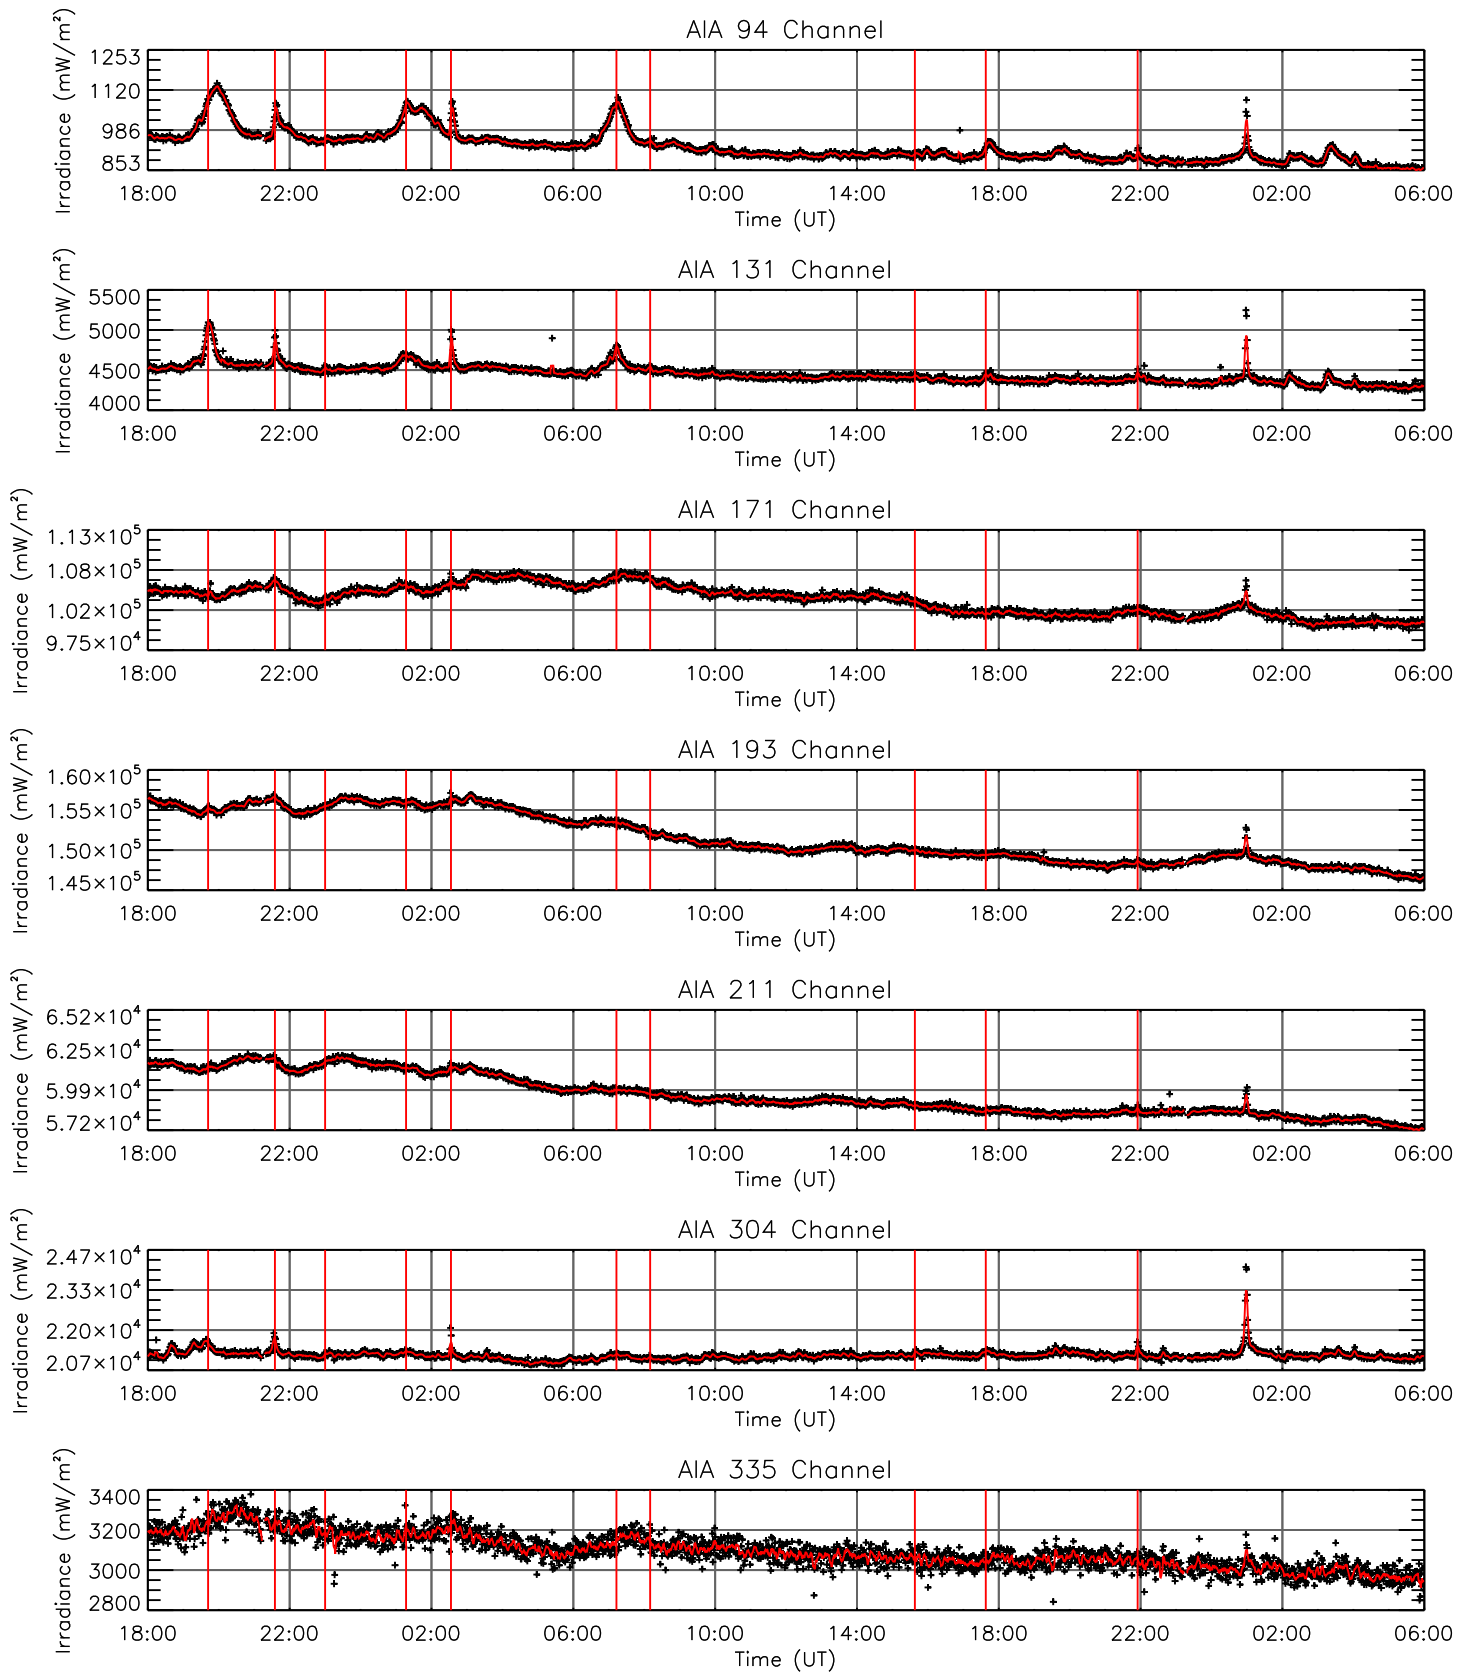 AIA 94 Channel
Irradiance (mW/m²)
1253
1120
986
853
18:00 22:00 02:00 06:00 10:00 14:00 18:00 22:00 02:00 06:00
Time (UT)
AIA 131 Channel
Irradiance (mW/m²)
5500
5000
4500
4000
18:00 22:00 02:00 06:00 10:00 14:00 18:00 22:00 02:00 06:00
Time (UT)
AIA 171 Channel
Irradiance (mW/m²)
1.13×10⁵
1.08×10⁵
1.02×10⁵
9.75×10⁴
18:00 22:00 02:00 06:00 10:00 14:00 18:00 22:00 02:00 06:00
Time (UT)
AIA 193 Channel
Irradiance (mW/m²)
1.60×10⁵
1.55×10⁵
1.50×10⁵
1.45×10⁵
18:00 22:00 02:00 06:00 10:00 14:00 18:00 22:00 02:00 06:00
Time (UT)
AIA 211 Channel
Irradiance (mW/m²)
6.52×10⁴
6.25×10⁴
5.99×10⁴
5.72×10⁴
18:00 22:00 02:00 06:00 10:00 14:00 18:00 22:00 02:00 06:00
Time (UT)
AIA 304 Channel
Irradiance (mW/m²)
2.47×10⁴
2.33×10⁴
2.20×10⁴
2.07×10⁴
18:00 22:00 02:00 06:00 10:00 14:00 18:00 22:00 02:00 06:00
Time (UT)
AIA 335 Channel
Irradiance (mW/m²)
3400
3200
3000
2800
18:00 22:00 02:00 06:00 10:00 14:00 18:00 22:00 02:00 06:00
Time (UT)